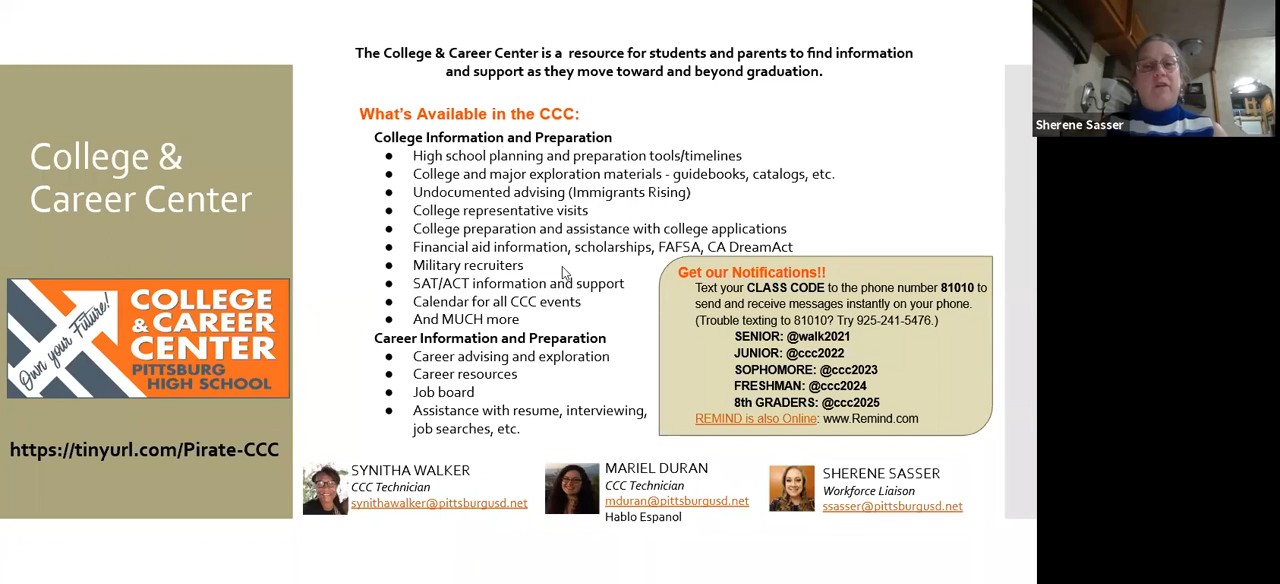 The College & Career Center is a resource for students and parents to find information
and support as they move toward and beyond graduation.
Sherene Sasser
College &
Career Center
Own your Future!
COLLEGE
& CAREER
CENTER
PITTSBURG
HIGH SCHOOL
https://tinyurl.com/Pirate-CCC
What's Available in the CCC:
College Information and Preparation
● High school planning and preparation tools/timelines
● College and major exploration materials - guidebooks, catalogs, etc.
● Undocumented advising (Immigrants Rising)
● College representative visits
● College preparation and assistance with college applications
● Financial aid information, scholarships, FAFSA, CA DreamAct
● Military recruiters
● SAT/ACT information and support
● Calendar for all CCC events
● And MUCH more
Career Information and Preparation
● Career advising and exploration
● Career resources
● Job board
● Assistance with resume, interviewing,
job searches, etc.
Get our Notifications!!
Text your CLASS CODE to the phone number 81010 to
send and receive messages instantly on your phone.
(Trouble texting to 81010? Try 925-241-5476.)
SENIOR: @walk2021
JUNIOR: @ccc2022
SOPHOMORE: @ccc2023
FRESHMAN: @ccc2024
8th GRADERS: @ccc2025
REMIND is also Online: www.Remind.com
SYNITHA WALKER
CCC Technician
synithawalker@pittsburgusd.net
MARIEL DURAN
CCC Technician
mduran@pittsburgusd.net
Hablo Espanol
SHERENE SASSER
Workforce Liaison
ssasser@pittsburgusd.net